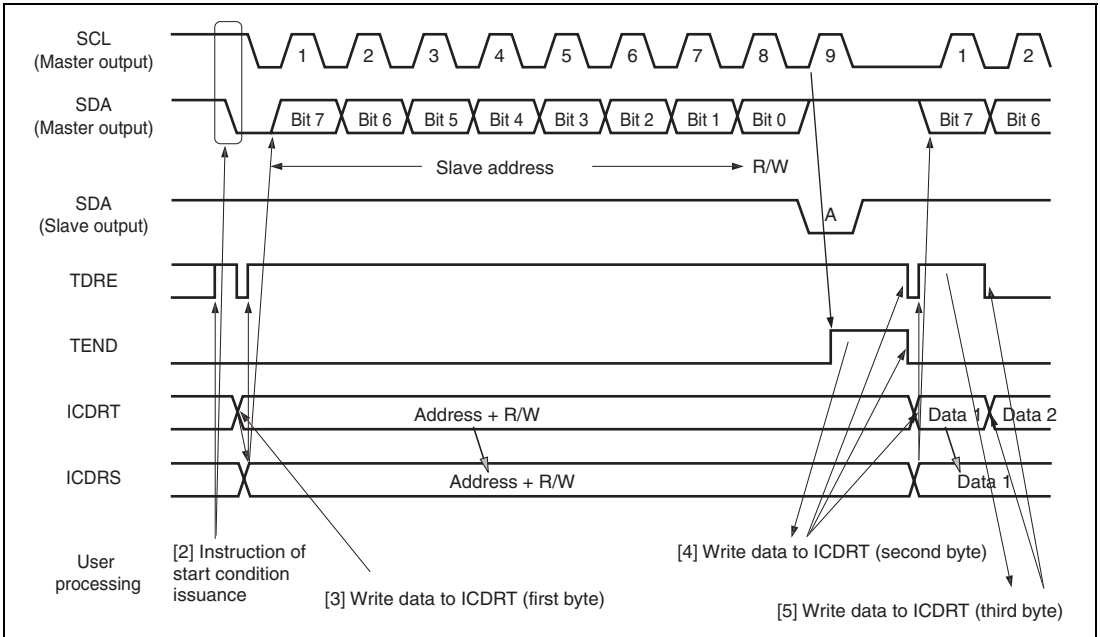 SCL
(Master output)
1 2 3 4 5 6 7 8 9 1 2
SDA
(Master output)
Bit 7 Bit 6 Bit 5 Bit 4 Bit 3 Bit 2 Bit 1 Bit 0 Bit 7 Bit 6
Slave address R/W
SDA
(Slave output)
A
TDRE
TEND
ICDRT
Address + R/W Data 1 Data 2
ICDRS
Address + R/W Data 1
User
processing
[2] Instruction of
start condition
issuance
[3] Write data to ICDRT (first byte)
[4] Write data to ICDRT (second byte)
[5] Write data to ICDRT (third byte)